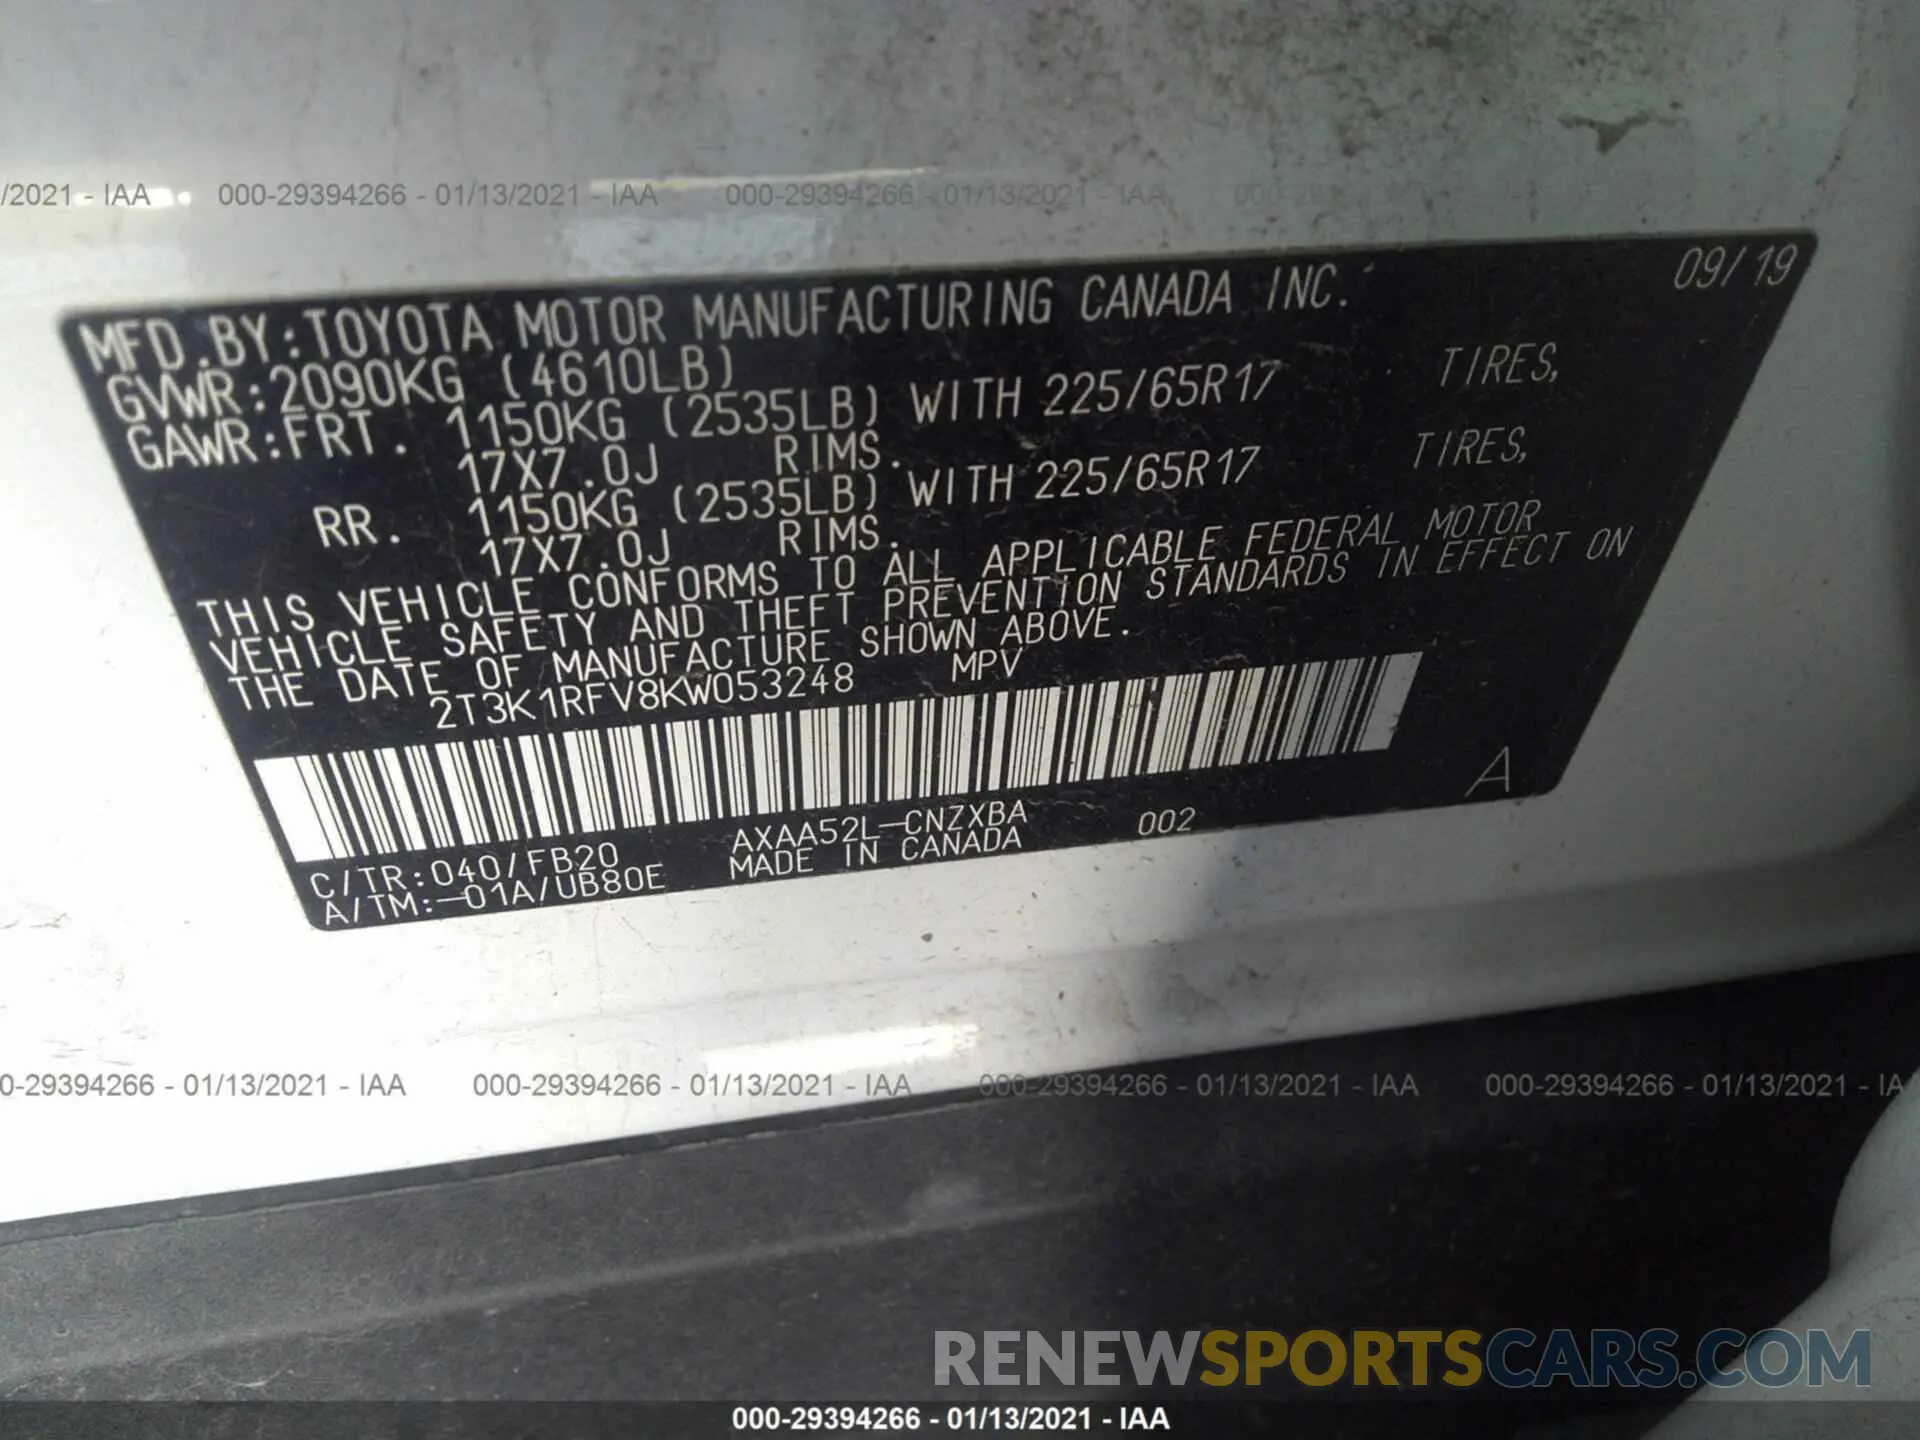 /2021 - IAA 000-29394266 - 01/13/2021 - IAA 000-29394266 - 01/13/2021 - IAA
09/19
MFD.BY:TOYOTA MOTOR MANUFACTURING CANADA INC.
GVWR:2090KG (4610LB)
GAWR:FRT. 1150KG (2535LB) WITH 225/65R17 TIRES,
17X7.0J RIMS.
RR. 1150KG (2535LB) WITH 225/65R17 TIRES,
17X7.0J RIMS.
THIS VEHICLE CONFORMS TO ALL APPLICABLE FEDERAL MOTOR
VEHICLE SAFETY AND THEFT PREVENTION STANDARDS IN EFFECT ON
THE DATE OF MANUFACTURE SHOWN ABOVE.
2T3K1RFV8KW053248 MPV
A
C/TR:040/FB20 AXAA52L-CNZXBA 002
A/TM:-01A/UB80E MADE IN CANADA
0-29394266 - 01/13/2021 - IAA 000-29394266 - 01/13/2021 - IAA 000-29394266 - 01/13/2021 - IAA 000-29394266 - 01/13/2021 - IAA
RENEWSPORTSCARS.COM
000-29394266 - 01/13/2021 - IAA